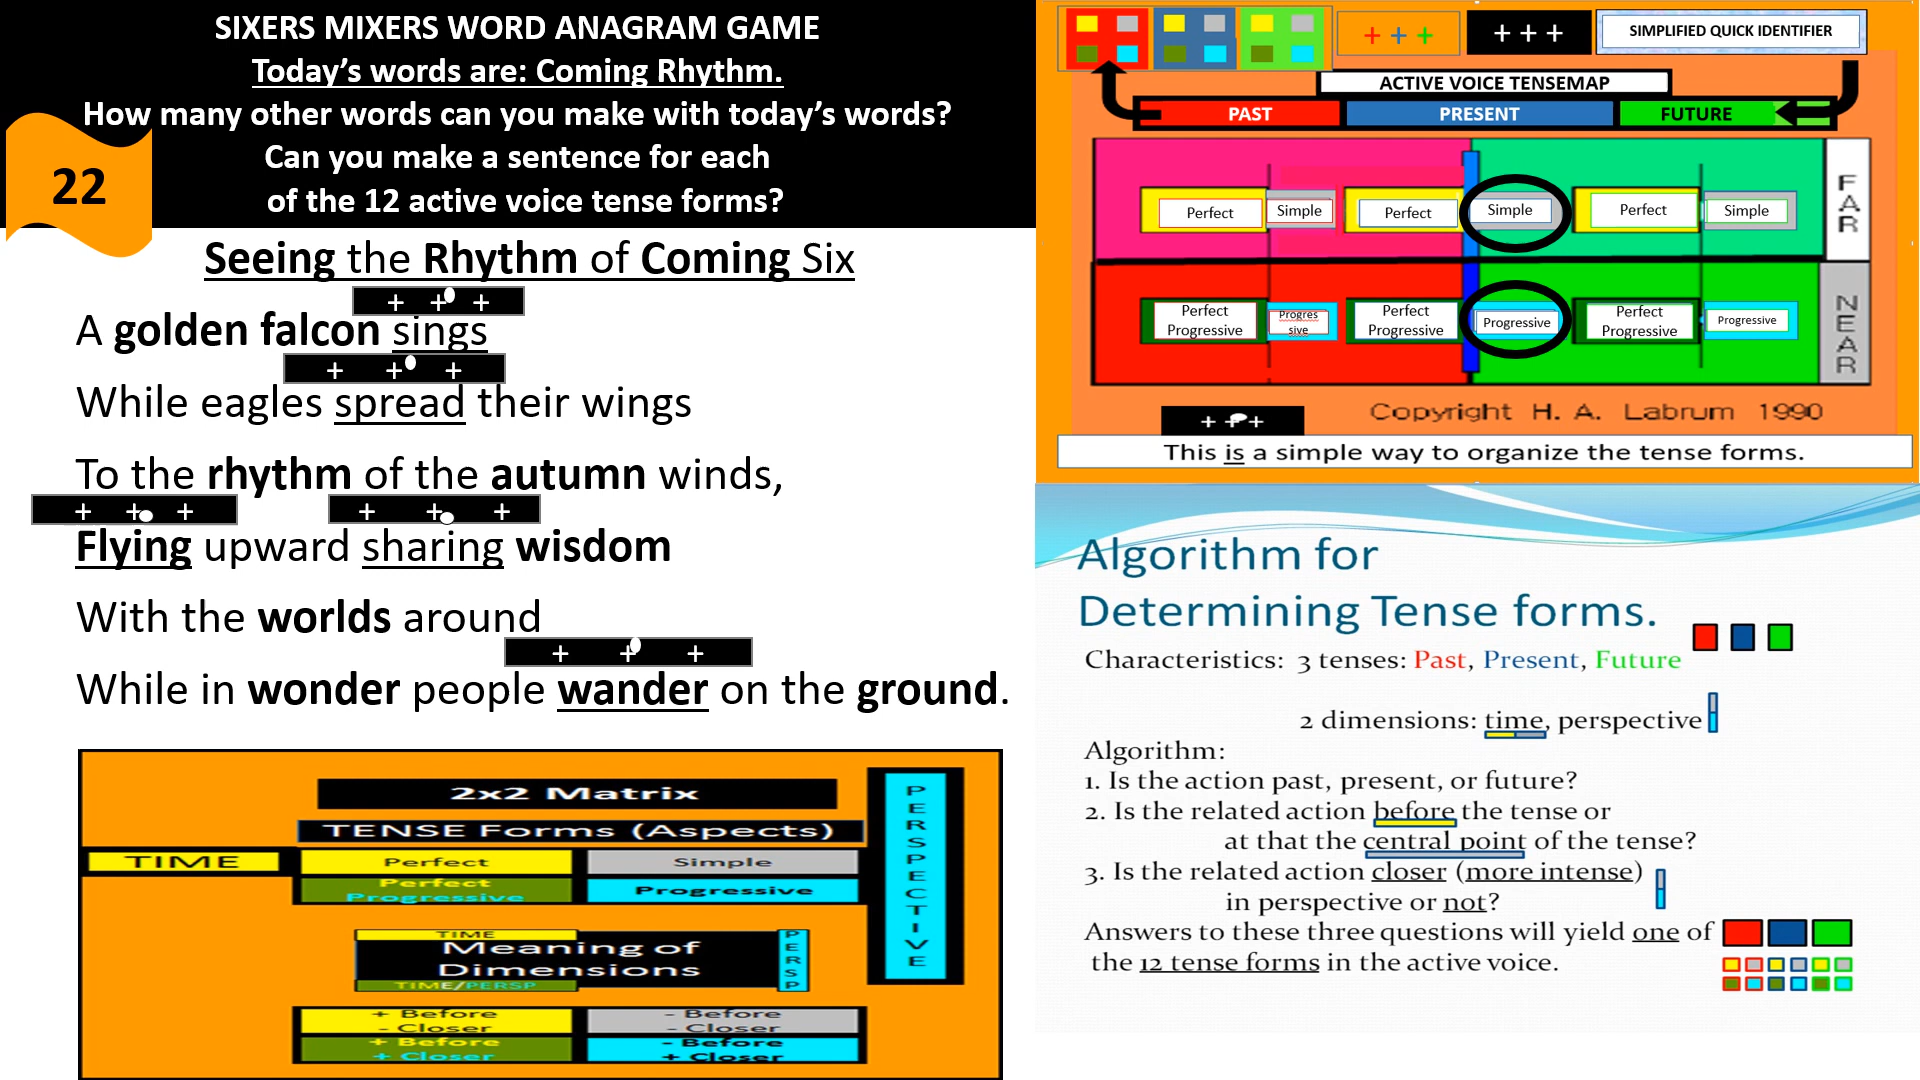 SIXERS MIXERS WORD ANAGRAM GAME
Today's words are: Coming Rhythm.
How many other words can you make with today's words?
Can you make a sentence for each
of the 12 active voice tense forms?
22
Seeing the Rhythm of Coming Six
+ + +
A golden falcon sings
+ + +
While eagles spread their wings
To the rhythm of the autumn winds,
+ + + + + +
Flying upward sharing wisdom
With the worlds around
+ + +
While in wonder people wander on the ground.
2x2 Matrix
TENSE Forms (Aspects)
TIME
Perfect Simple
Perfect Progressive
Progressive
PERSPECTIVE
TIME
Meaning of
Dimensions
TIME/PERSP
PERSP
+ Before - Before
- Closer - Closer
+ Before - Before
+ Closer + Closer
+ + + + + + SIMPLIFIED QUICK IDENTIFIER
ACTIVE VOICE TENSEMAP
PAST PRESENT FUTURE
Perfect Simple Perfect Simple Perfect Simple
FAR
Perfect Progressive Progres sive Perfect Progressive Progressive Perfect Progressive Progressive
NEAR
Copyright H. A. Labrum 1990
+ + +
This is a simple way to organize the tense forms.
Algorithm for
Determining Tense forms.
Characteristics: 3 tenses: Past, Present, Future
2 dimensions: time, perspective
Algorithm:
1. Is the action past, present, or future?
2. Is the related action before the tense or
at that the central point of the tense?
3. Is the related action closer (more intense)
in perspective or not?
Answers to these three questions will yield one of
the 12 tense forms in the active voice.